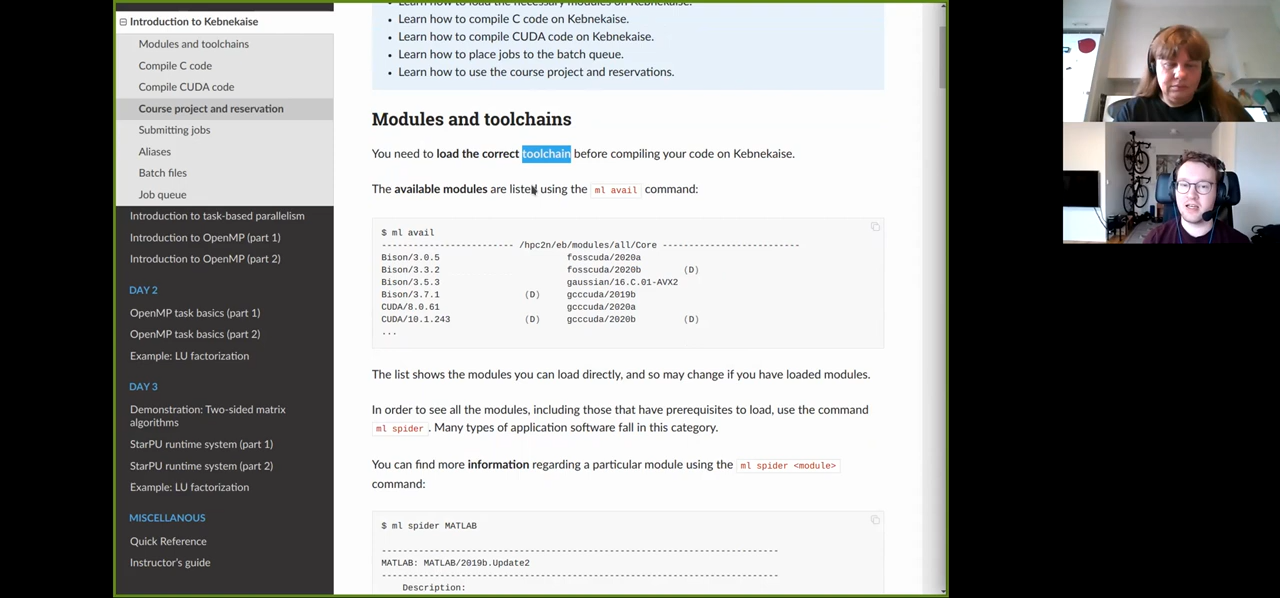 Introduction to Kebnekaise
Modules and toolchains
Compile C code
Compile CUDA code
Course project and reservation
Submitting jobs
Aliases
Batch files
Job queue
Introduction to task-based parallelism
Introduction to OpenMP (part 1)
Introduction to OpenMP (part 2)
DAY 2
OpenMP task basics (part 1)
OpenMP task basics (part 2)
Example: LU factorization
DAY 3
Demonstration: Two-sided matrix
algorithms
StarPU runtime system (part 1)
StarPU runtime system (part 2)
Example: LU factorization
MISCELLANOUS
Quick Reference
Instructor's guide
Learn how to load the necessary modules on Kebnekaise.
Learn how to compile C code on Kebnekaise.
Learn how to compile CUDA code on Kebnekaise.
Learn how to place jobs to the batch queue.
Learn how to use the course project and reservations.
Modules and toolchains
You need to load the correct toolchain before compiling your code on Kebnekaise.
The available modules are listed using the ml avail command:
$ ml avail
------------------------- /hpc2n/eb/modules/all/Core --------------------------
Bison/3.0.5 fosscuda/2020a
Bison/3.3.2 fosscuda/2020b (D)
Bison/3.5.3 gaussian/16.C.01-AVX2
Bison/3.7.1 (D) gcccuda/2019b
CUDA/8.0.61 gcccuda/2020a
CUDA/10.1.243 (D) gcccuda/2020b (D)
...
The list shows the modules you can load directly, and so may change if you have loaded modules.
In order to see all the modules, including those that have prerequisites to load, use the command
ml spider . Many types of application software fall in this category.
You can find more information regarding a particular module using the ml spider <module>
command:
$ ml spider MATLAB
---------------------------------------------------------------------------
MATLAB: MATLAB/2019b.Update2
---------------------------------------------------------------------------
Description: